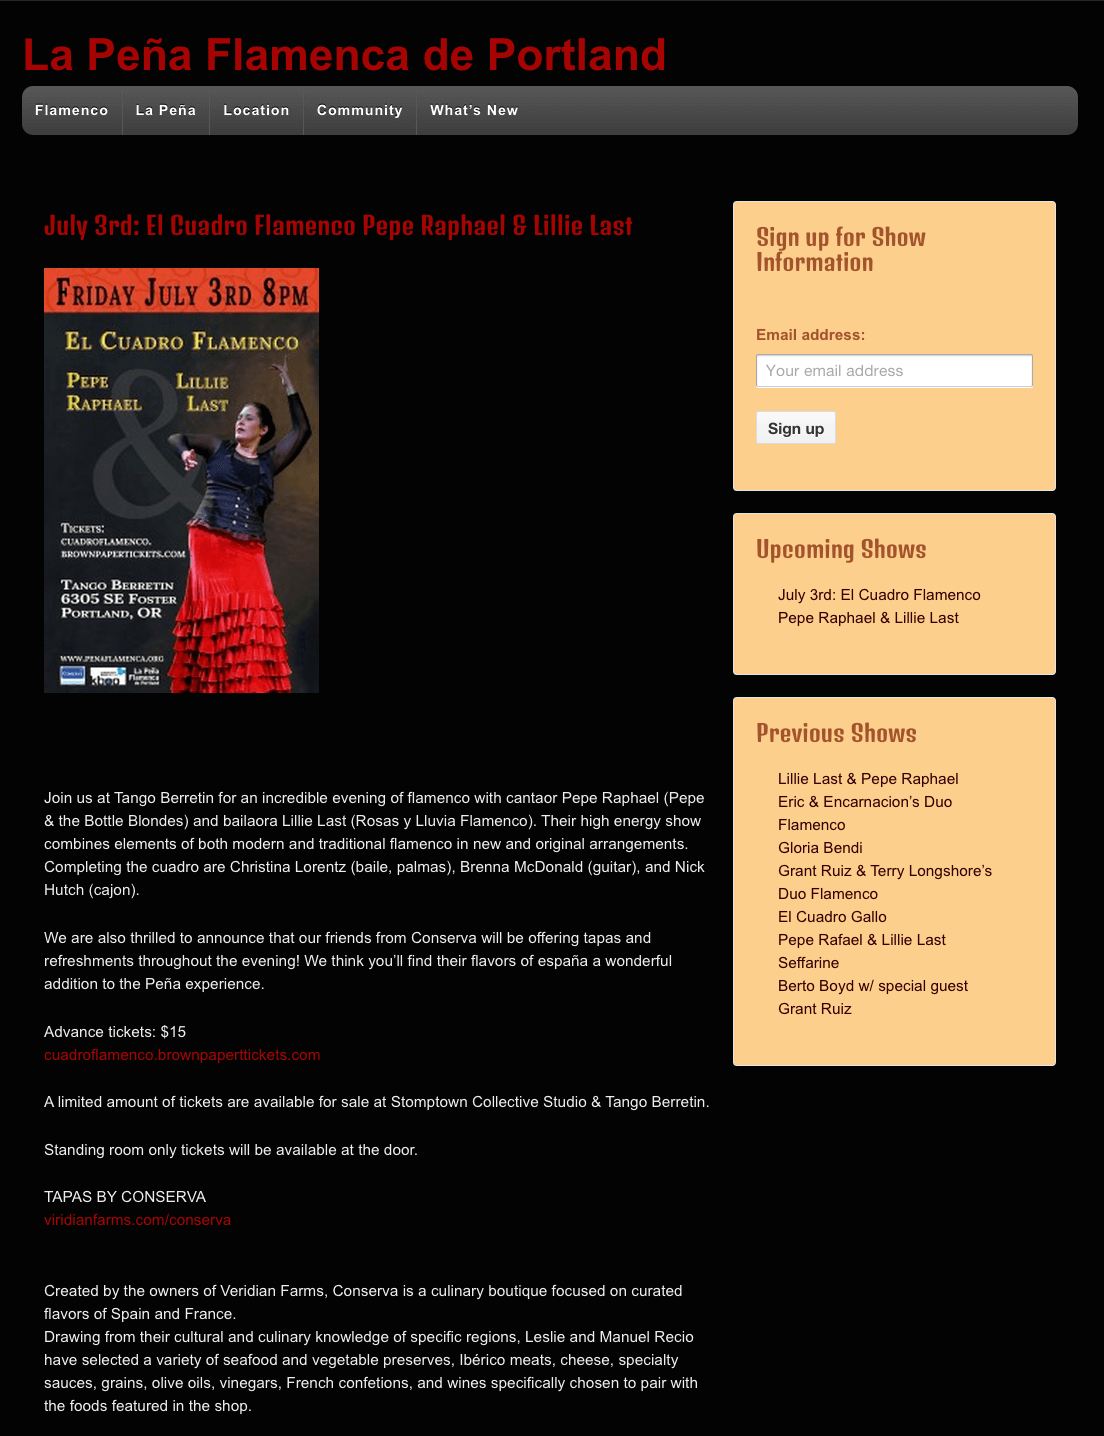 La Peña Flamenca de Portland
Flamenco
La Peña
Location
Community
What’s New
July 3rd: El Cuadro Flamenco Pepe Raphael & Lillie Last
FRIDAY JULY 3RD 8PM
EL CUADRO FLAMENCO
PEPE RAPHAEL
&
LILLIE LAST
TICKETS:
CUADROFLAMENCO.
BROWNPAPERTICKETS.COM
TANGO BERRETIN
6305 SE FOSTER
PORTLAND, OR
WWW.PENAFLAMENCA.ORG
kboo
La Peña
Flamenca
de Portland
Join us at Tango Berretin for an incredible evening of flamenco with cantaor Pepe Raphael (Pepe
& the Bottle Blondes) and bailaora Lillie Last (Rosas y Lluvia Flamenco). Their high energy show
combines elements of both modern and traditional flamenco in new and original arrangements.
Completing the cuadro are Christina Lorentz (baile, palmas), Brenna McDonald (guitar), and Nick
Hutch (cajon).
We are also thrilled to announce that our friends from Conserva will be offering tapas and
refreshments throughout the evening! We think you’ll find their flavors of españa a wonderful
addition to the Peña experience.
Advance tickets: $15
cuadroflamenco.brownpaperttickets.com
A limited amount of tickets are available for sale at Stomptown Collective Studio & Tango Berretin.
Standing room only tickets will be available at the door.
TAPAS BY CONSERVA
viridianfarms.com/conserva
Created by the owners of Veridian Farms, Conserva is a culinary boutique focused on curated
flavors of Spain and France.
Drawing from their cultural and culinary knowledge of specific regions, Leslie and Manuel Recio
have selected a variety of seafood and vegetable preserves, Ibérico meats, cheese, specialty
sauces, grains, olive oils, vinegars, French confetions, and wines specifically chosen to pair with
the foods featured in the shop.
Sign up for Show
Information
Email address:
Your email address
Sign up
Upcoming Shows
July 3rd: El Cuadro Flamenco
Pepe Raphael & Lillie Last
Previous Shows
Lillie Last & Pepe Raphael
Eric & Encarnacion’s Duo
Flamenco
Gloria Bendi
Grant Ruiz & Terry Longshore’s
Duo Flamenco
El Cuadro Gallo
Pepe Rafael & Lillie Last
Seffarine
Berto Boyd w/ special guest
Grant Ruiz